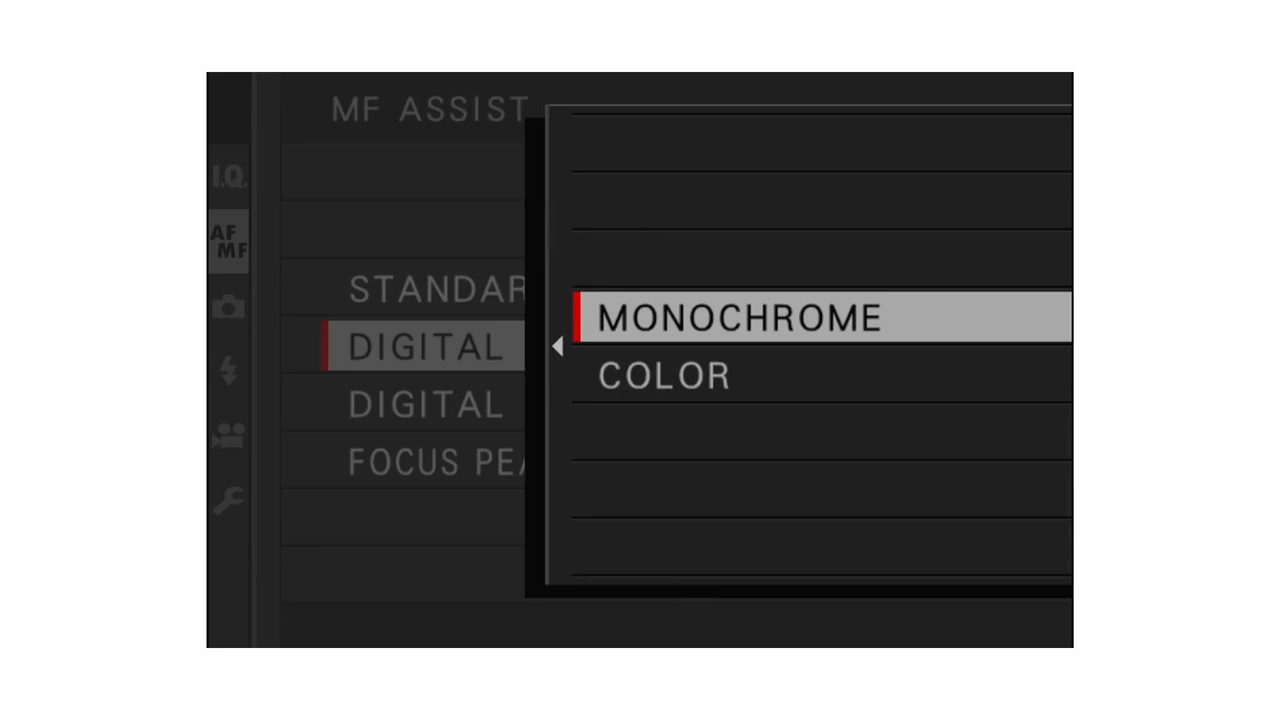 MF ASSIST
I.Q.
AF
MF
STANDAR
DIGITAL
DIGITAL
FOCUS PEA
MONOCHROME
COLOR